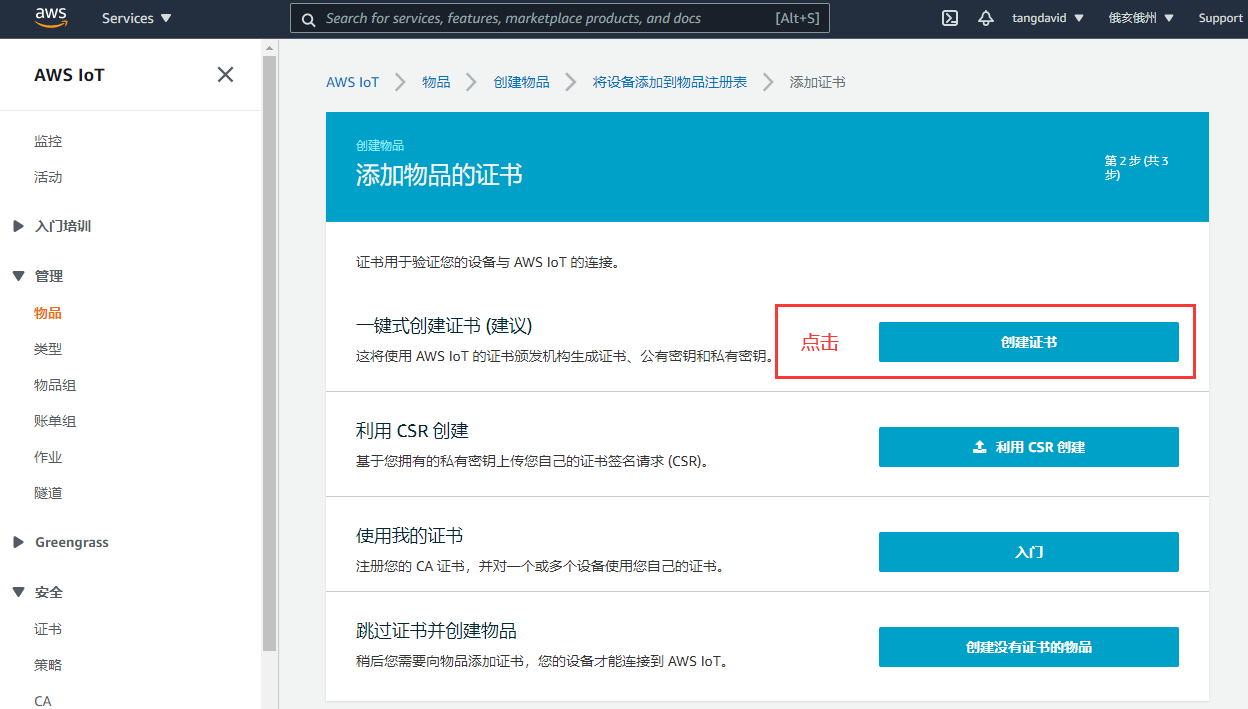 aws
Services
Search for services, features, marketplace products, and docs
[Alt+S]
tangdavid
俄亥俄州
Support
AWS IoT
监控
活动
入门培训
管理
物品
类型
物品组
账单组
作业
隧道
Greengrass
安全
证书
策略
CA
AWS IoT
物品
创建物品
将设备添加到物品注册表
添加证书
创建物品
添加物品的证书
第 2 步 (共 3
步)
证书用于验证您的设备与 AWS IoT 的连接。
一键式创建证书 (建议)
这将使用 AWS IoT 的证书颁发机构生成证书、公有密钥和私有密钥。
点击
创建证书
利用 CSR 创建
基于您拥有的私有密钥上传您自己的证书签名请求 (CSR)。
利用 CSR 创建
使用我的证书
注册您的 CA 证书，并对一个或多个设备使用您自己的证书。
入门
跳过证书并创建物品
稍后您需要向物品添加证书，您的设备才能连接到 AWS IoT。
创建没有证书的物品